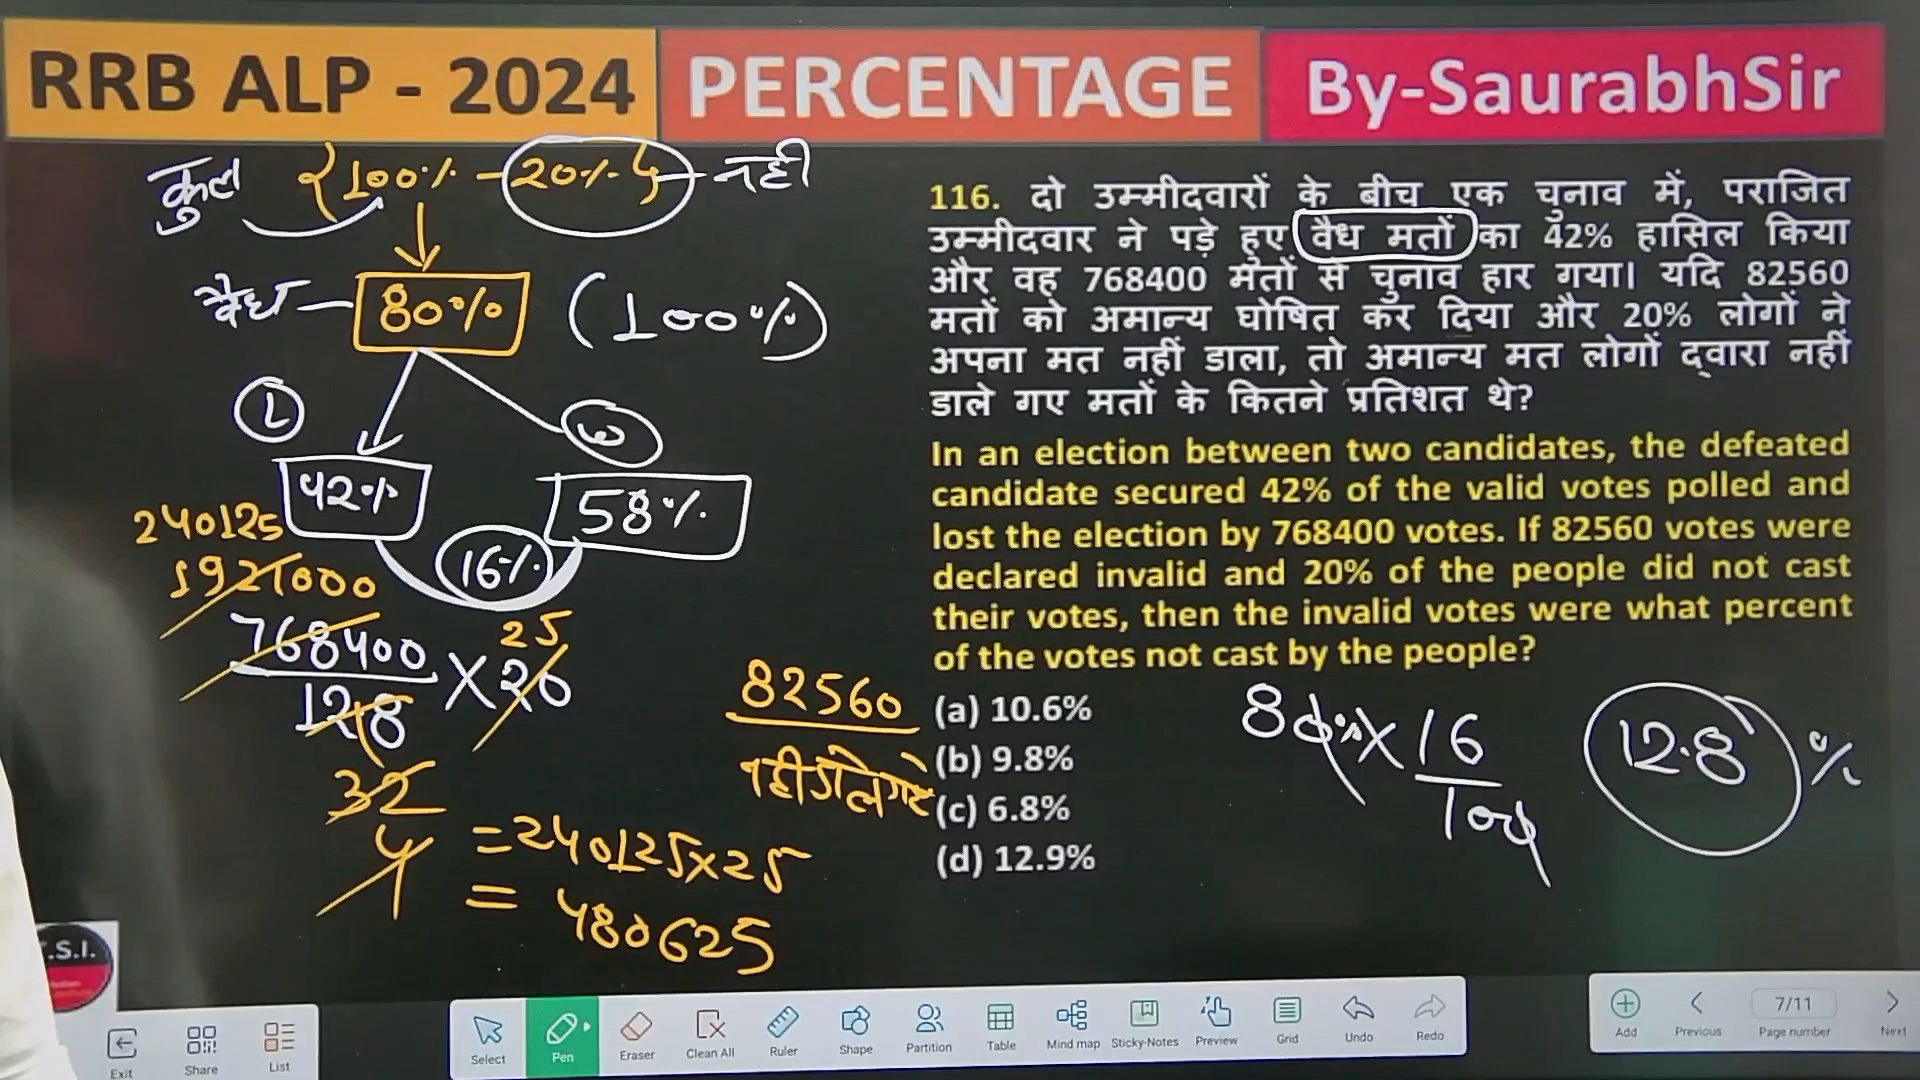 RRB ALP - 2024 PERCENTAGE By-SaurabhSir
कुल 100% - 20% नही
वैध 80% (100%)
L W
42% 58%
16%
240125
1921000
768400 × 20
25
12.8
32
4
1
= 240125×25
= 480625
82560
नही डाले गए
116. दो उम्मीदवारों के बीच एक चुनाव में, पराजित
उम्मीदवार ने पड़े हुए वैध मतों का 42% हासिल किया
और वह 768400 मतों से चुनाव हार गया। यदि 82560
मतों को अमान्य घोषित कर दिया और 20% लोगों ने
अपना मत नहीं डाला, तो अमान्य मत लोगों द्वारा नहीं
डाले गए मतों के कितने प्रतिशत थे?
In an election between two candidates, the defeated
candidate secured 42% of the valid votes polled and
lost the election by 768400 votes. If 82560 votes were
declared invalid and 20% of the people did not cast
their votes, then the invalid votes were what percent
of the votes not cast by the people?
(a) 10.6%
(b) 9.8%
(c) 6.8%
(d) 12.9%
80% × 16
100
12.8 %
.S.I.
Exit Share List Select Pen Eraser Clean All Ruler Shape Partition Table Mind map Sticky-Notes Preview Grid Undo Redo Add Previous 7/11 Page number Next